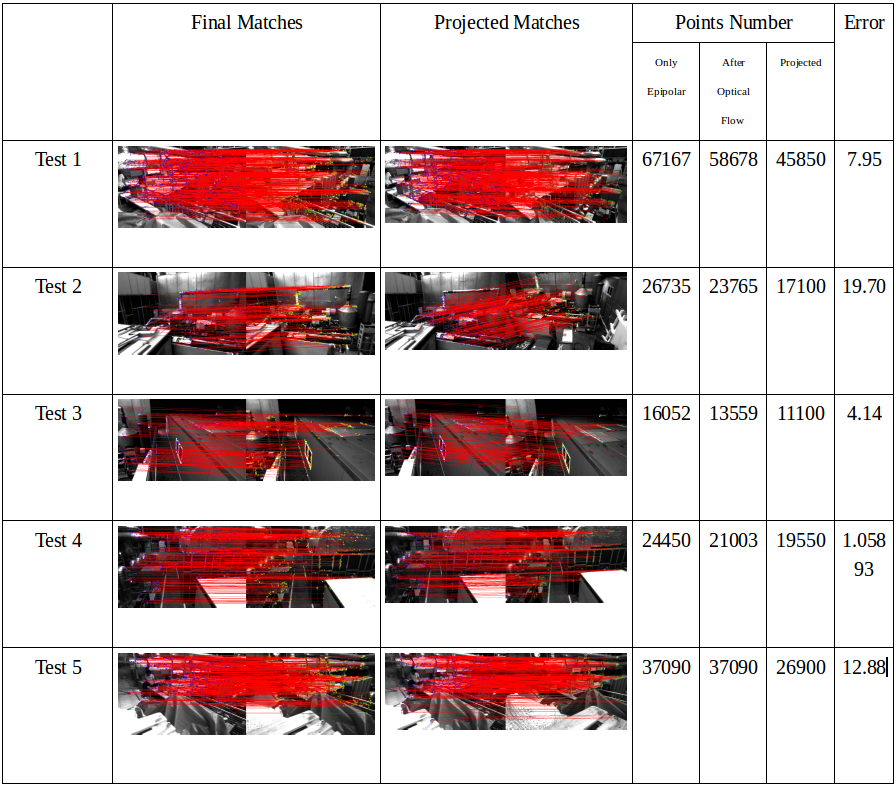 Final Matches
Projected Matches
Points Number
Error
Only
Epipolar
After
Optical
Flow
Projected
Test 1
67167
58678
45850
7.95
Test 2
26735
23765
17100
19.70
Test 3
16052
13559
11100
4.14
Test 4
24450
21003
19550
1.058
93
Test 5
37090
37090
26900
12.88